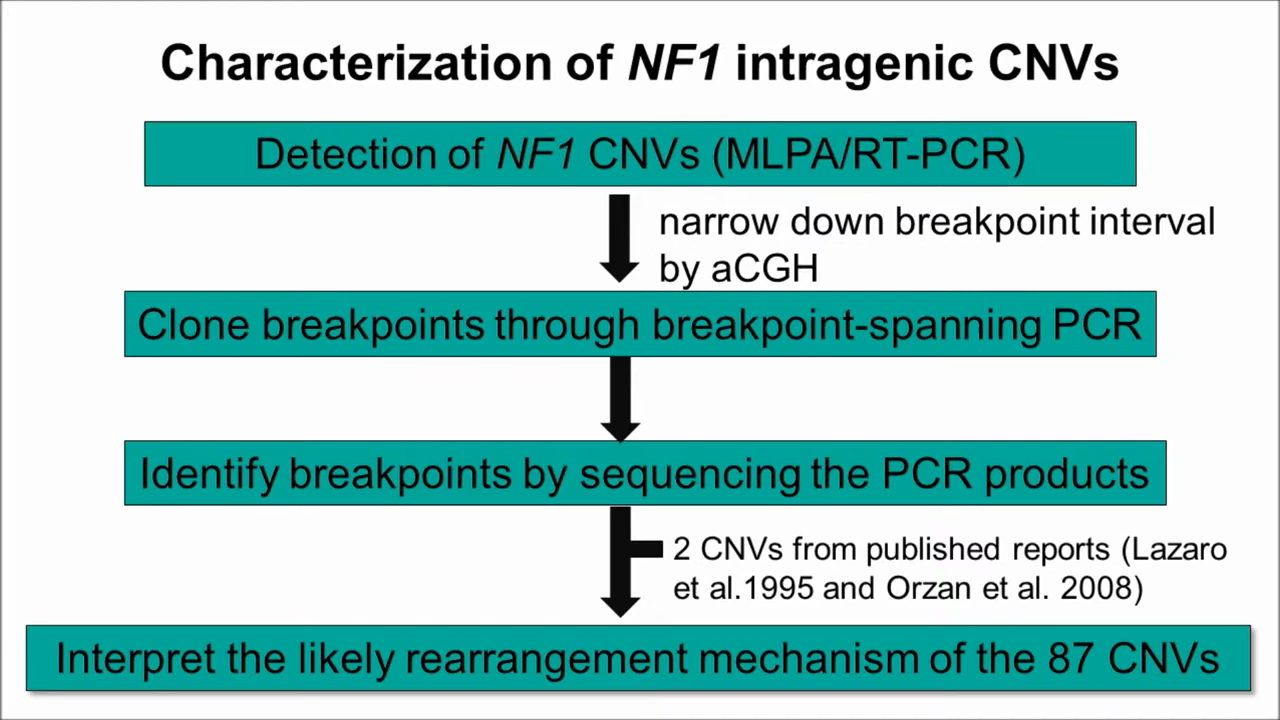 Characterization of NF1 intragenic CNVs
Detection of NF1 CNVs (MLPA/RT-PCR)
narrow down breakpoint interval
by aCGH
Clone breakpoints through breakpoint-spanning PCR
Identify breakpoints by sequencing the PCR products
2 CNVs from published reports (Lazaro
et al.1995 and Orzan et al. 2008)
Interpret the likely rearrangement mechanism of the 87 CNVs